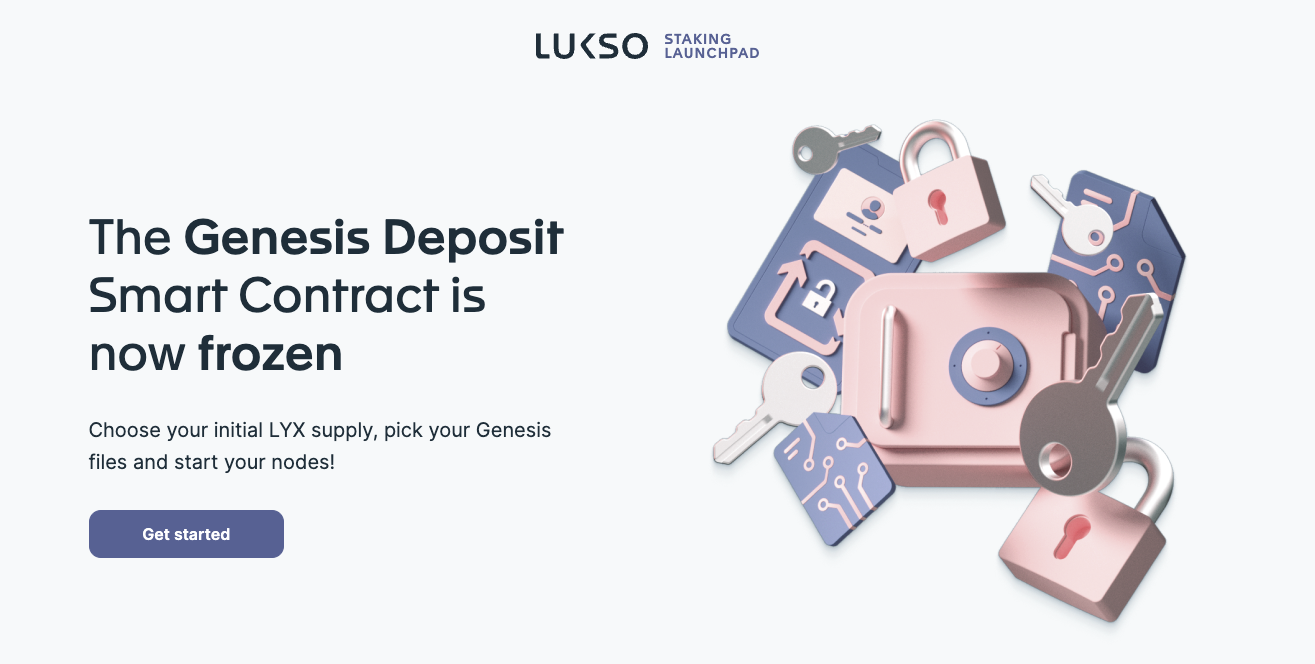 LUKSO STAKING
LAUNCHPAD
The Genesis Deposit
Smart Contract is
now frozen
Choose your initial LYX supply, pick your Genesis
files and start your nodes!
Get started